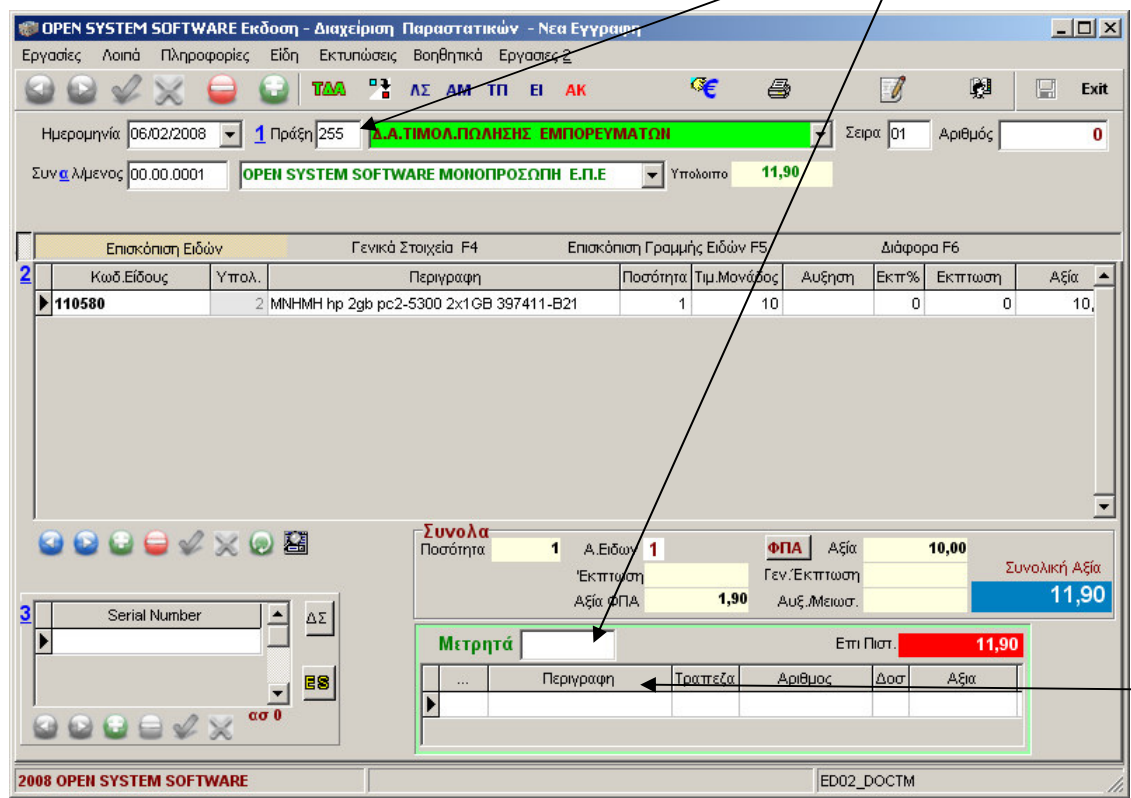 OPEN SYSTEM SOFTWARE Εκδοση - Διαχείριση Παραστατικών - Νεα Εγγραφη
Εργασίες Λοιπά Πληροφορίες Είδη Εκτυπώσεις Βοηθητικά Εργασιες 2
ΤΔΑ ΛΣ ΑΜ ΤΠ ΕΙ ΑΚ Exit
Ημερομηνία 06/02/2008 1 Πράξη 255 Δ.Α.ΤΙΜΟΛ.ΠΩΛΗΣΗΣ ΕΜΠΟΡΕΥΜΑΤΩΝ Σειρα 01 Αριθμός 0
Συναλ/μενος 00.00.0001 OPEN SYSTEM SOFTWARE ΜΟΝΟΠΡΟΣΩΠΗ Ε.Π.Ε Υπολοιπο 11,90
Επισκόπιση Ειδών Γενικά Στοιχεία F4 Επισκόπιση Γραμμής Ειδών F5 Διάφορα F6
2 Κωδ.Είδους Υπολ. Περιγραφη Ποσότητα Τιμ.Μονάδος Αυξηση Εκπ% Εκπτωση Αξία
110580 2 ΜΝΗΜΗ hp 2gb pc2-5300 2x1GB 397411-B21 1 10 0 0 10,
Συνολα
Ποσότητα 1 Α.Ειδων 1 ΦΠΑ Αξία 10,00
Έκπτωση Γεν.Έκπτωση Συνολική Αξία
Αξία ΦΠΑ 1,90 Αυξ./Μειωσ. 11,90
3 Serial Number ΔΣ
ES
ασ 0
Μετρητά Επι Πιστ. 11,90
... Περιγραφη Τραπεζα Αριθμος Δοσ Αξια
2008 OPEN SYSTEM SOFTWARE ED02_DOCTM